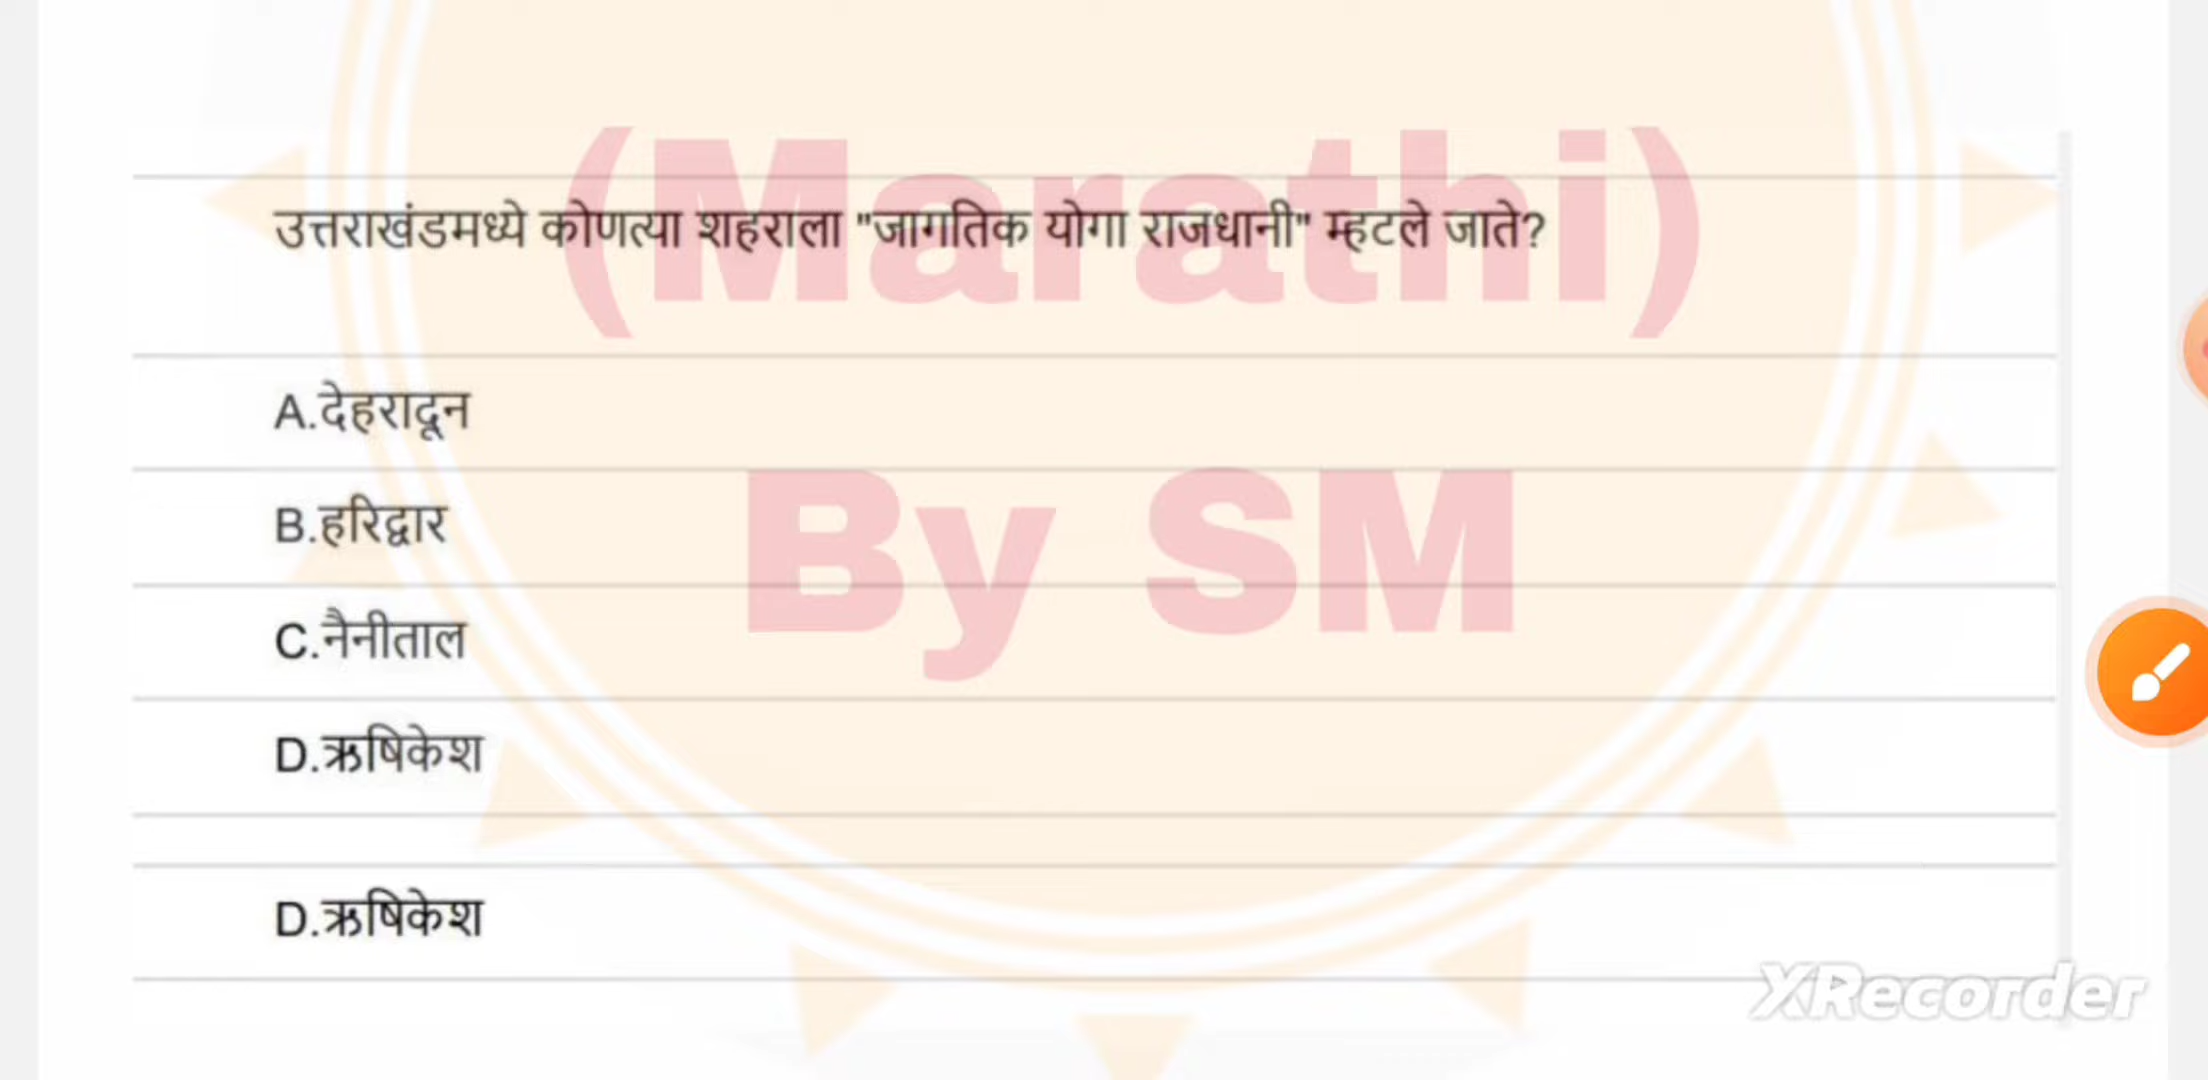 (Marathi)
उत्तराखंडमध्ये कोणत्या शहराला "जागतिक योगा राजधानी" म्हटले जाते?
A.देहरादून
By SM
B.हरिद्वार
C.नैनीताल
D.ऋषिकेश
D.ऋषिकेश
XRecorder